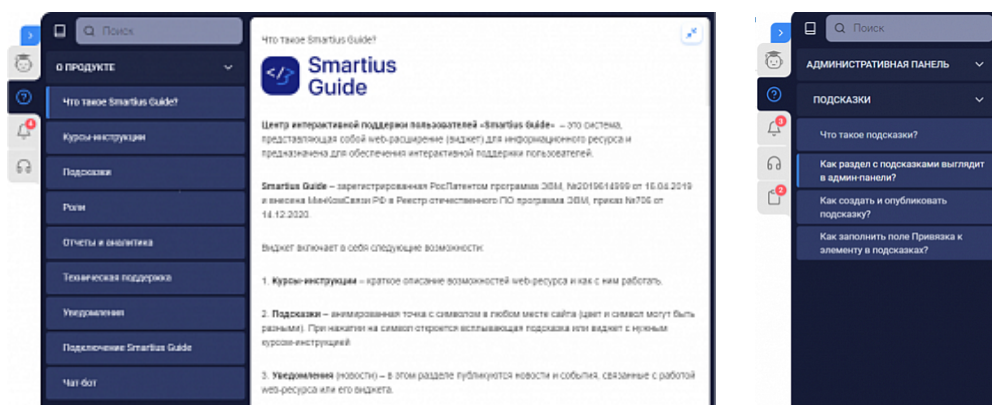 Поиск
О ПРОДУКТЕ
Что такое Smartius Guide?
Курсы-инструкции
Подсказки
Роли
Отчеты и аналитика
Техническая поддержка
Уведомления
Подключение Smartius Guide
Чат-бот
4
Что такое Smartius Guide?
Smartius
Guide
Центр интерактивной поддержки пользователей «Smartius Guide» – это система,
представляющая собой web-расширение (виджет) для информационного ресурса и
предназначена для обеспечения интерактивной поддержки пользователей.
Smartius Guide – зарегистрированная РосПатентом программа ЭВМ, №2019614999 от 16.04.2019
и внесена МинКомСвязи РФ в Реестр отечественного ПО программа ЭВМ, приказ №706 от
14.12.2020.
Виджет включает в себя следующие возможности:
1. Курсы-инструкции – краткое описание возможностей web-ресурса и как с ним работать.
2. Подсказки – анимированная точка с символом в любом месте сайта (цвет и символ могут быть
разными). При нажатии на символ откроется всплывающая подсказка или виджет с нужным
курсом-инструкцией
3. Уведомления (новости) – в этом разделе публикуются новости и события, связанные с работой
web-ресурса или его виджета.
Поиск
АДМИНИСТРАТИВНАЯ ПАНЕЛЬ
ПОДСКАЗКИ
Что такое подсказки?
Как раздел с подсказками выглядит
в админ-панели?
Как создать и опубликовать
подсказку?
Как заполнить поле Привязка к
элементу в подсказках?
3
2